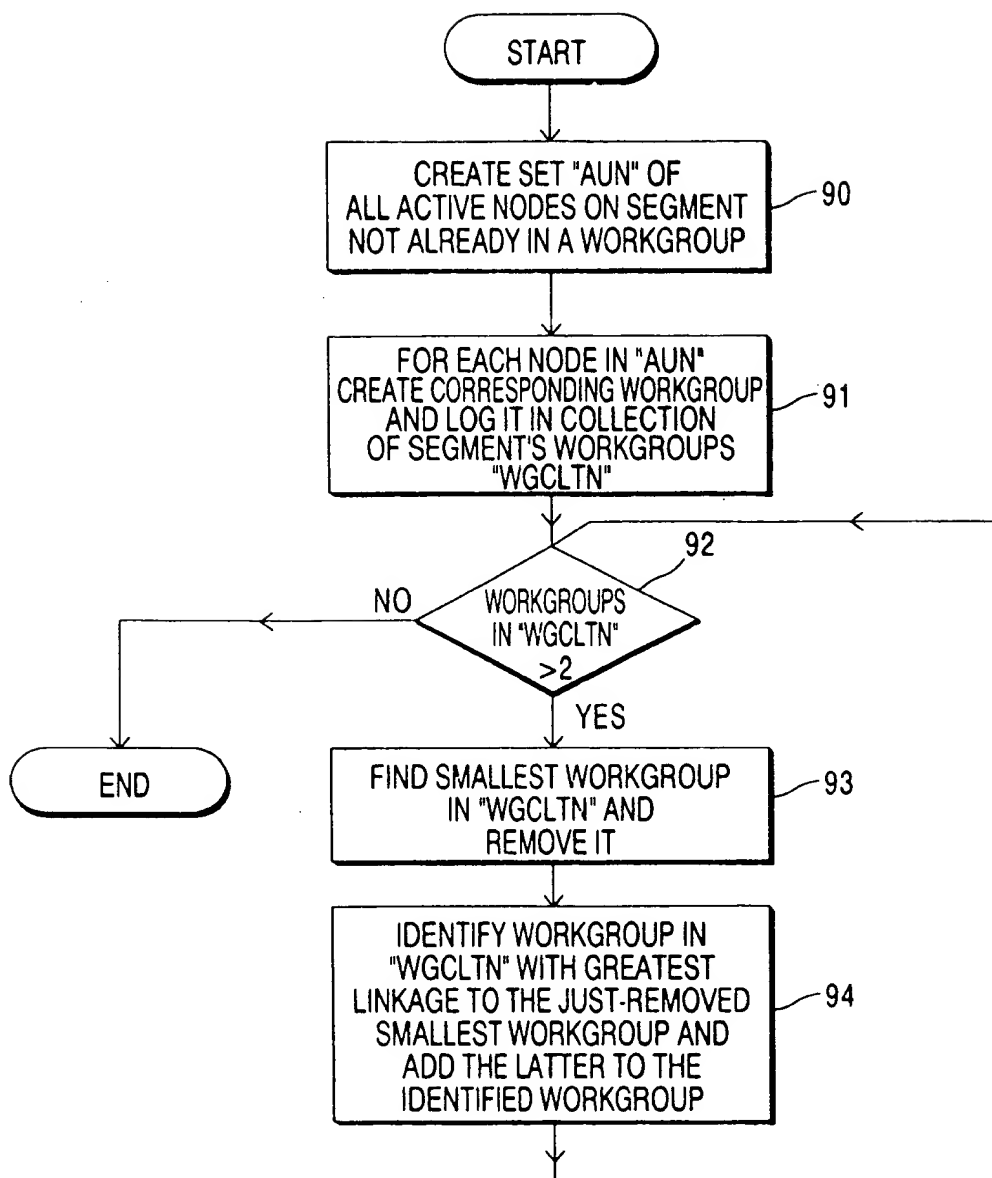 START
CREATE SET "AUN" OF
ALL ACTIVE NODES ON SEGMENT
NOT ALREADY IN A WORKGROUP
90
FOR EACH NODE IN "AUN"
CREATE CORRESPONDING WORKGROUP
AND LOG IT IN COLLECTION
OF SEGMENT'S WORKGROUPS
"WGCLTN"
91
92
NO
WORKGROUPS
IN "WGCLTN"
>2
YES
END
FIND SMALLEST WORKGROUP
IN "WGCLTN" AND
REMOVE IT
93
IDENTIFY WORKGROUP IN
"WGCLTN" WITH GREATEST
LINKAGE TO THE JUST-REMOVED
SMALLEST WORKGROUP AND
ADD THE LATTER TO THE
IDENTIFIED WORKGROUP
94